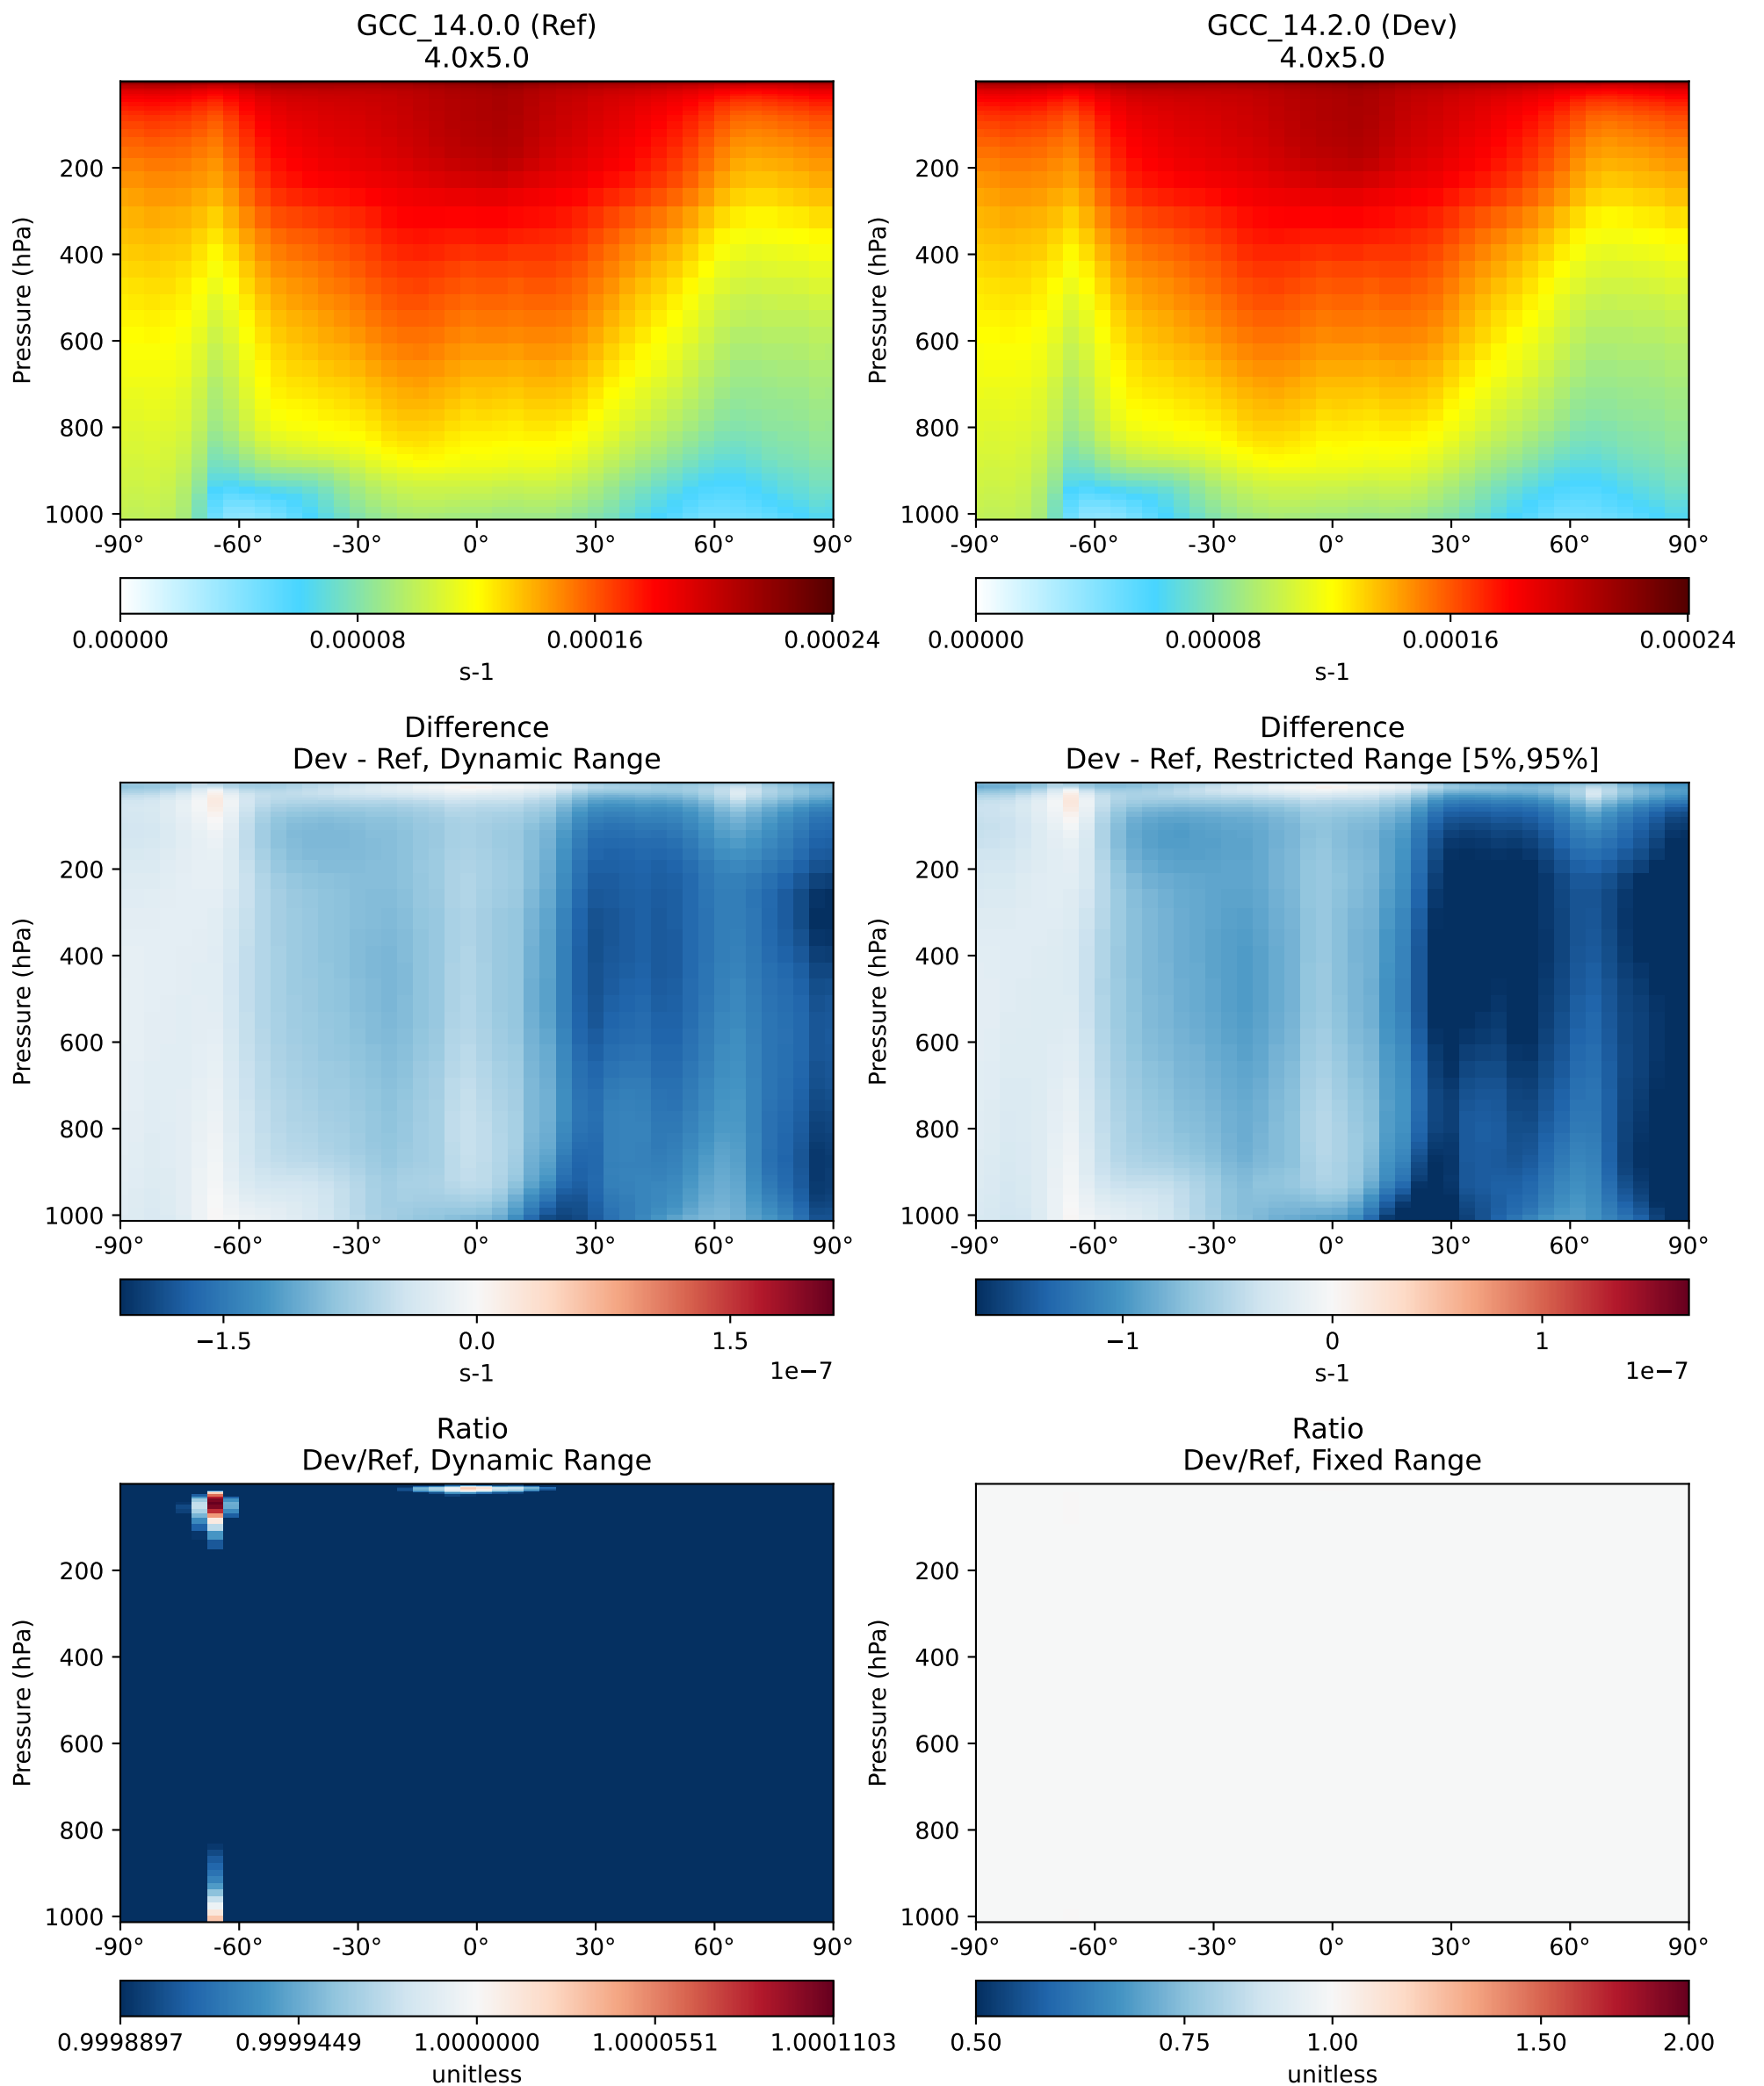 GCC_14.0.0 (Ref)
4.0x5.0
Pressure (hPa)
200
400
600
800
1000
-90° -60° -30° 0° 30° 60° 90°
0.00000 0.00008 0.00016 0.00024
s-1
GCC_14.2.0 (Dev)
4.0x5.0
Pressure (hPa)
200
400
600
800
1000
-90° -60° -30° 0° 30° 60° 90°
0.00000 0.00008 0.00016 0.00024
s-1
Difference
Dev - Ref, Dynamic Range
Pressure (hPa)
200
400
600
800
1000
-90° -60° -30° 0° 30° 60° 90°
−1.5 0.0 1.5
s-1
1e−7
Difference
Dev - Ref, Restricted Range [5%,95%]
Pressure (hPa)
200
400
600
800
1000
-90° -60° -30° 0° 30° 60° 90°
−1 0 1
s-1
1e−7
Ratio
Dev/Ref, Dynamic Range
Pressure (hPa)
200
400
600
800
1000
-90° -60° -30° 0° 30° 60° 90°
0.9998897 0.9999449 1.0000000 1.0000551 1.0001103
unitless
Ratio
Dev/Ref, Fixed Range
Pressure (hPa)
200
400
600
800
1000
-90° -60° -30° 0° 30° 60° 90°
0.50 0.75 1.00 1.50 2.00
unitless